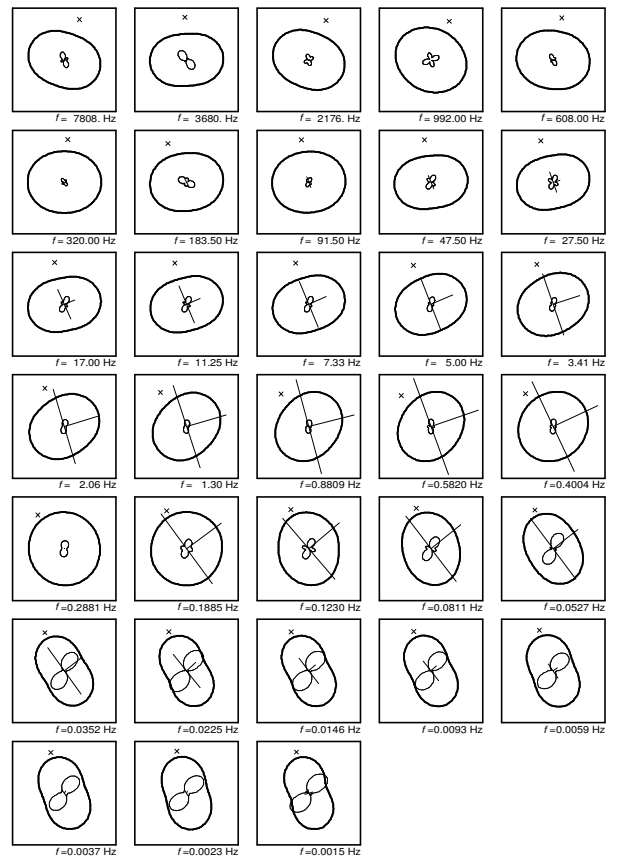 f = 7808. Hz
f = 3680. Hz
f = 2176. Hz
f = 992.00 Hz
f = 608.00 Hz
f = 320.00 Hz
f = 183.50 Hz
f = 91.50 Hz
f = 47.50 Hz
f = 27.50 Hz
f = 17.00 Hz
f = 11.25 Hz
f = 7.33 Hz
f = 5.00 Hz
f = 3.41 Hz
f = 2.06 Hz
f = 1.30 Hz
f =0.8809 Hz
f =0.5820 Hz
f =0.4004 Hz
f =0.2881 Hz
f =0.1885 Hz
f =0.1230 Hz
f =0.0811 Hz
f =0.0527 Hz
f =0.0352 Hz
f =0.0225 Hz
f =0.0146 Hz
f =0.0093 Hz
f =0.0059 Hz
f =0.0037 Hz
f =0.0023 Hz
f =0.0015 Hz